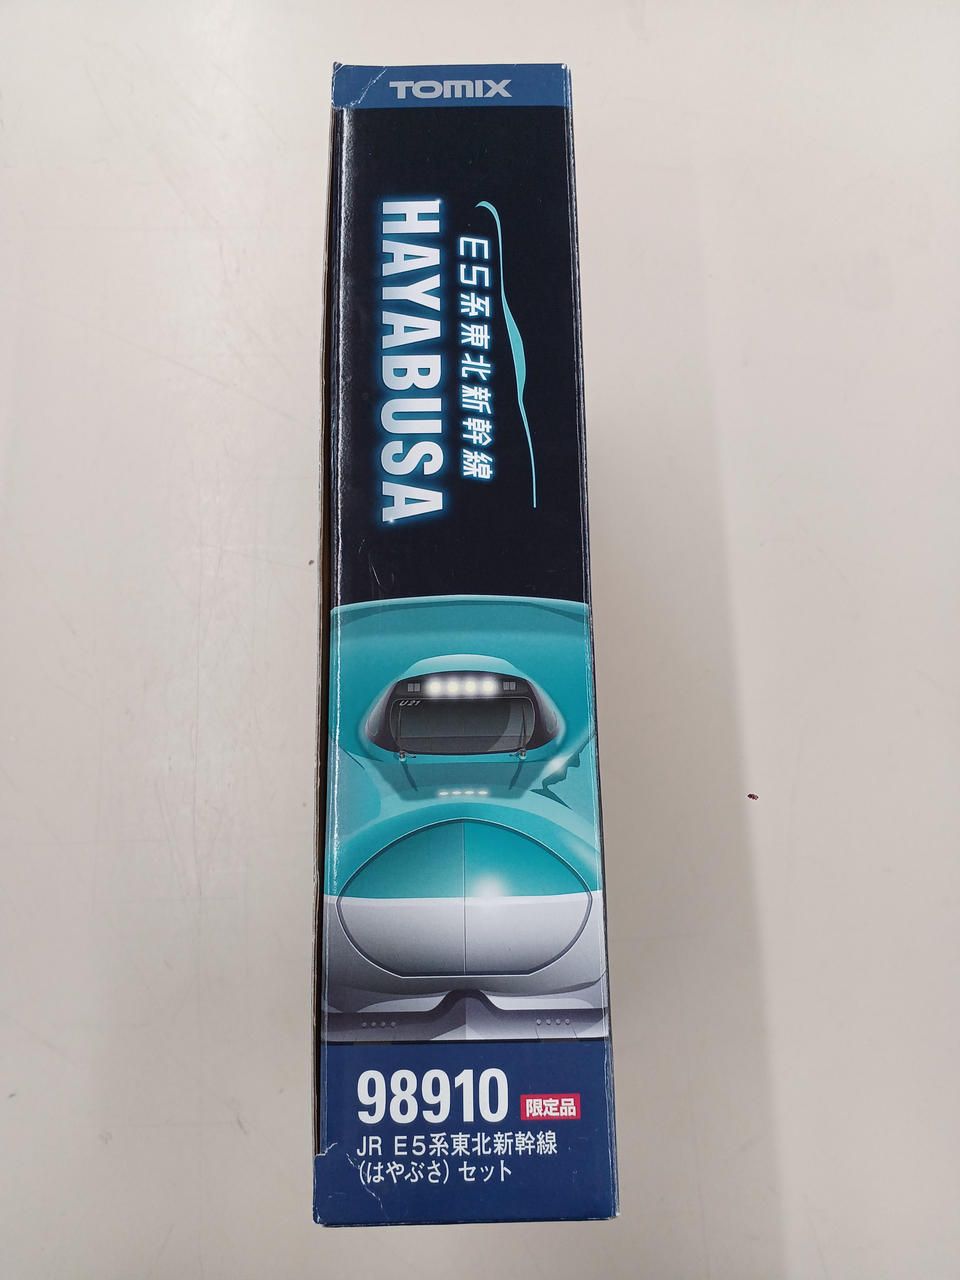 TOMIX
E5系東北新幹線
HAYABUSA
U21
98910
限定品
JR E5系東北新幹線
(はやぶさ) セット